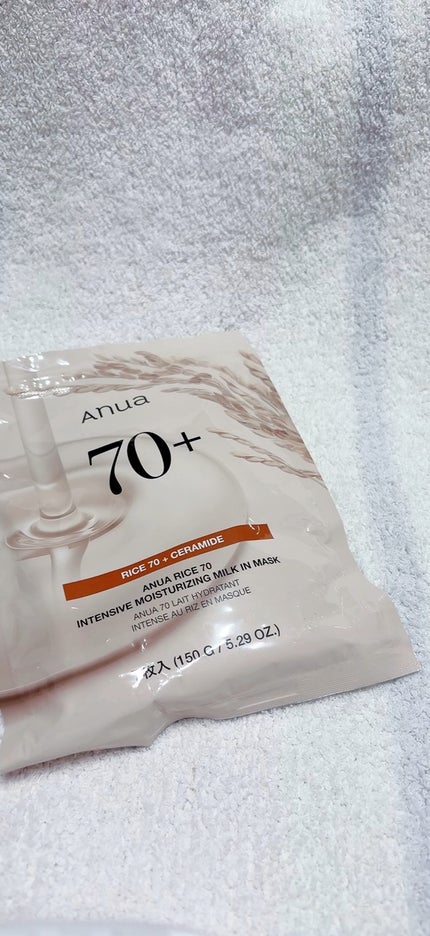 Anua
70+
RICE 70 + CERAMIDE
ANUA RICE 70
INTENSIVE MOISTURIZING MILK IN MASK
ANUA 70 LAIT HYDRATANT
INTENSE AU RIZ EN MASQUE
枚入 (150 G / 5.29 OZ.)